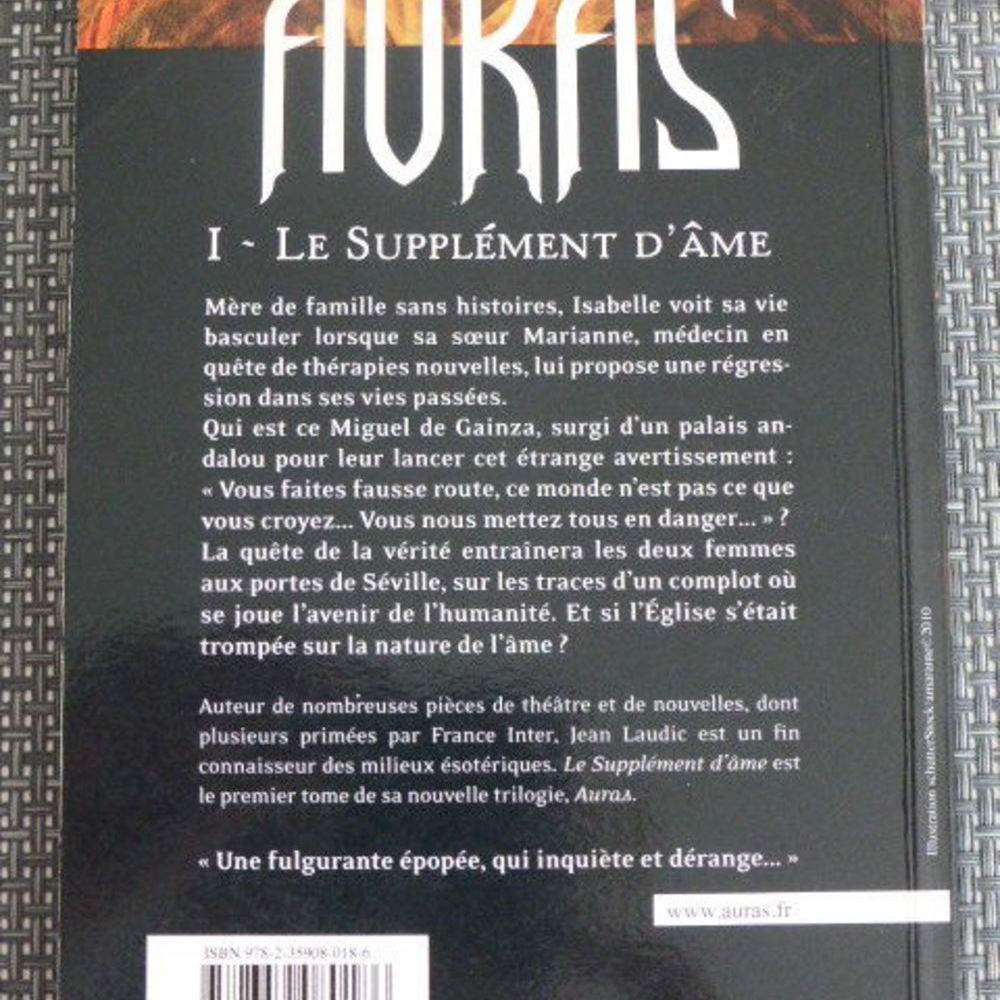 AURAS
I ~ LE SUPPLÉMENT D'ÂME
Mère de famille sans histoires, Isabelle voit sa vie
basculer lorsque sa sœur Marianne, médecin en
quête de thérapies nouvelles, lui propose une régres-
sion dans ses vies passées.
Qui est ce Miguel de Gainza, surgi d'un palais an-
dalou pour leur lancer cet étrange avertissement :
« Vous faites fausse route, ce monde n'est pas ce que
vous croyez... Vous nous mettez tous en danger... » ?
La quête de la vérité entraînera les deux femmes
aux portes de Séville, sur les traces d'un complot où
se joue l'avenir de l'humanité. Et si l'Église s'était
trompée sur la nature de l'âme ?
Auteur de nombreuses pièces de théâtre et de nouvelles, dont
plusieurs primées par France Inter, Jean Laudic est un fin
connaisseur des milieux ésotériques. Le Supplément d'âme est
le premier tome de sa nouvelle trilogie, Auras.
« Une fulgurante épopée, qui inquiète et dérange... »
www.auras.fr
ISBN 978-2-35908-018-6
Illustration ©2010